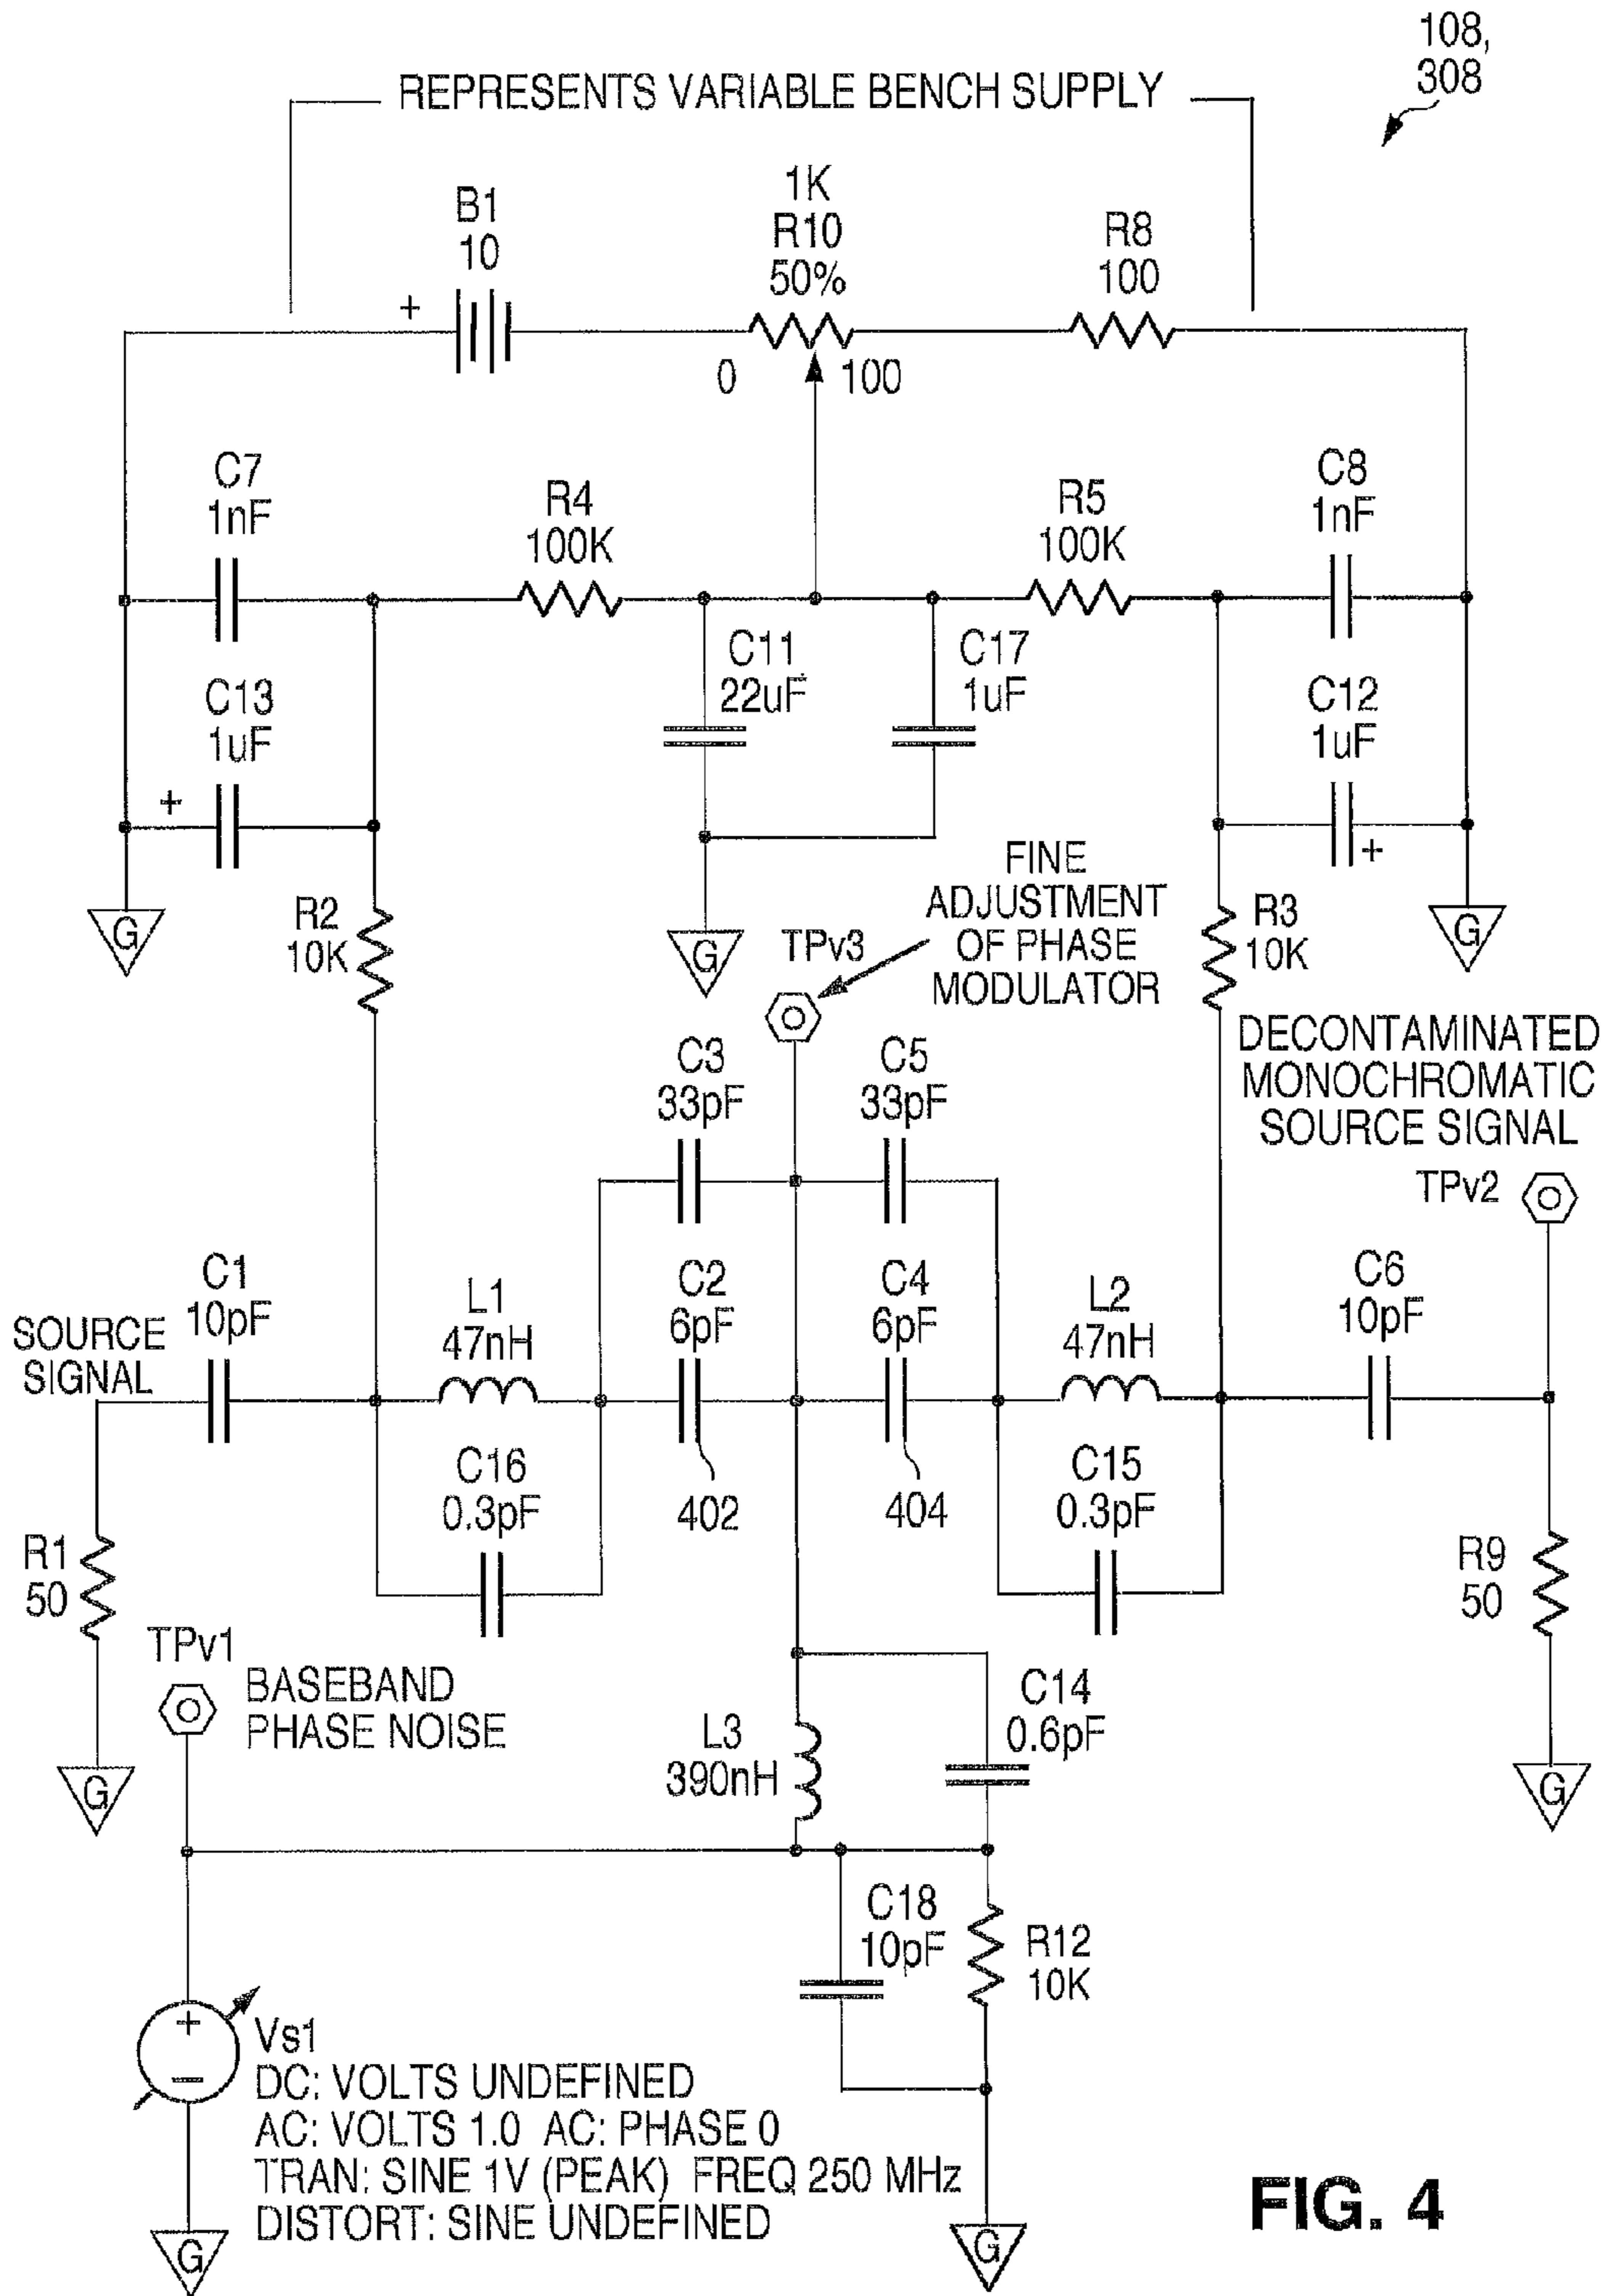 108,
308
REPRESENTS VARIABLE BENCH SUPPLY
B1
10
+
1K
R10
50%
0
100
R8
100
C7
1nF
R4
100K
R5
100K
C8
1nF
C13
1uF
+
C11
22uF
C17
1uF
C12
1uF
+
G
R2
10K
G
TPv3
FINE
ADJUSTMENT
OF PHASE
MODULATOR
R3
10K
G
DECONTAMINATED
MONOCHROMATIC
SOURCE SIGNAL
TPv2
C3
33pF
C5
33pF
SOURCE
SIGNAL
C1
10pF
L1
47nH
C2
6pF
C4
6pF
L2
47nH
C6
10pF
C16
0.3pF
402
404
C15
0.3pF
R1
50
R9
50
TPv1
BASEBAND
PHASE NOISE
L3
390nH
C14
0.6pF
G
G
C18
10pF
R12
10K
+
−
Vs1
DC: VOLTS UNDEFINED
AC: VOLTS 1.0 AC: PHASE 0
TRAN: SINE 1V (PEAK) FREQ 250 MHz
DISTORT: SINE UNDEFINED
G
G
FIG. 4